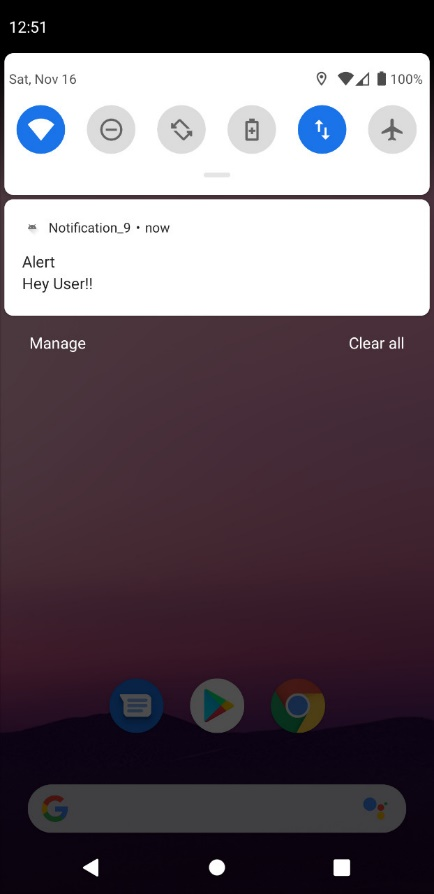 12:51
Sat, Nov 16
100%
Notification_9 • now
Alert
Hey User!!
Manage
Clear all